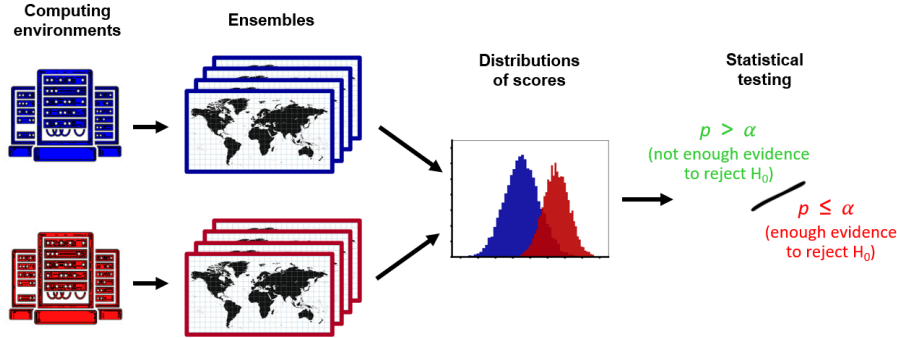 Computing
environments
Ensembles
Distributions
of scores
Statistical
testing
p > α
(not enough evidence
to reject H₀)
p ≤ α
(enough evidence
to reject H₀)